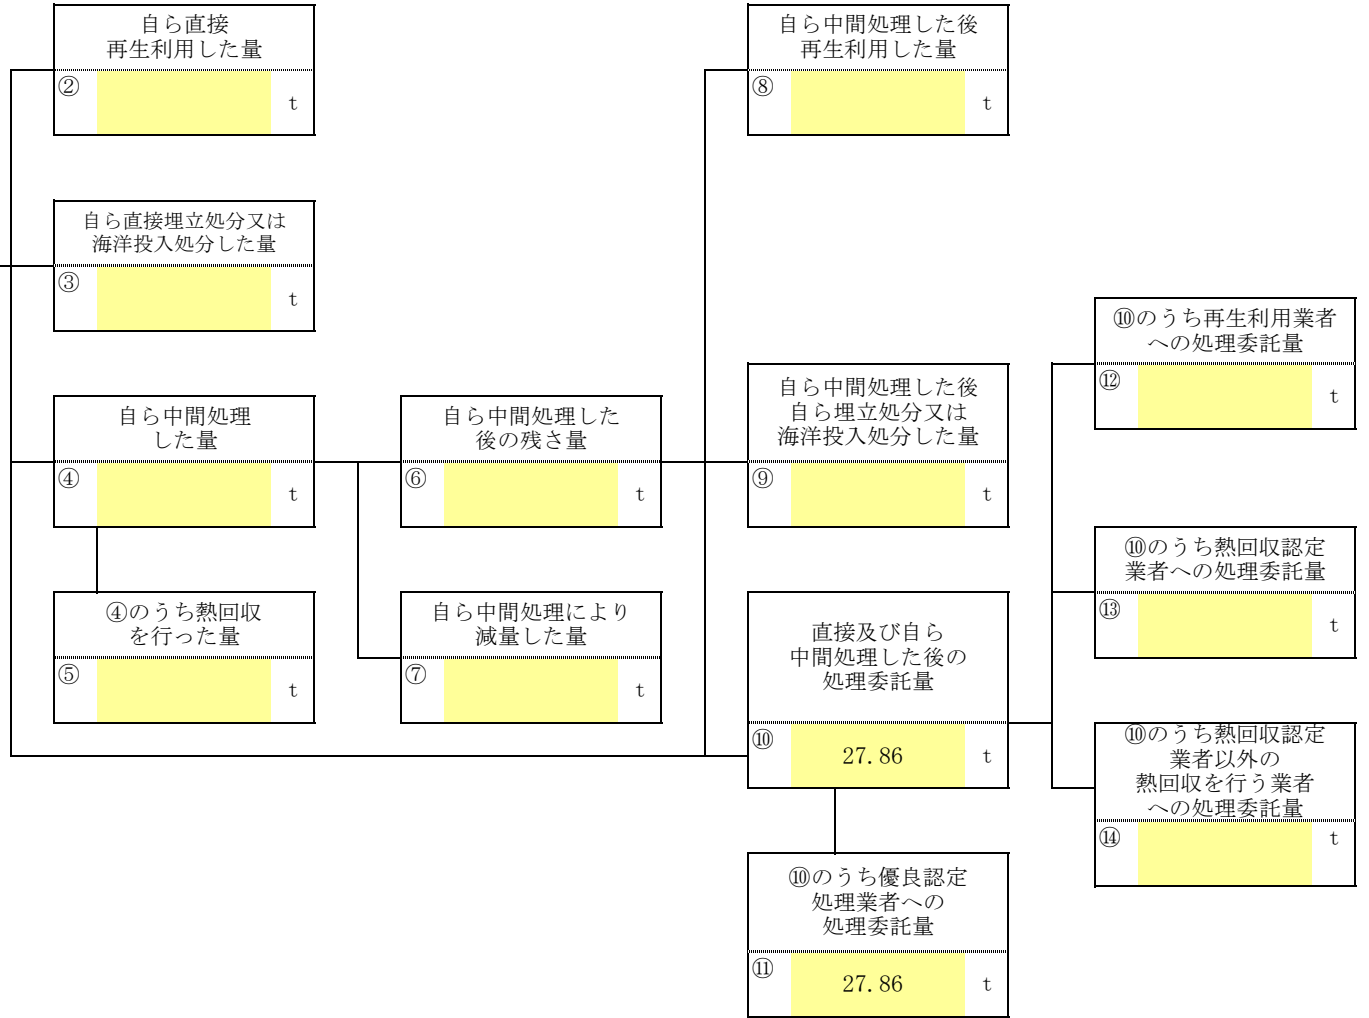 自ら直接
再生利用した量
②
t
自ら中間処理した後
再生利用した量
⑧
t
自ら直接埋立処分又は
海洋投入処分した量
③
t
⑩のうち再生利用業者
への処理委託量
⑫
t
自ら中間処理
した量
④
t
自ら中間処理した
後の残さ量
⑥
t
自ら中間処理した後
自ら埋立処分又は
海洋投入処分した量
⑨
t
⑩のうち熱回収認定
業者への処理委託量
⑬
t
④のうち熱回収
を行った量
⑤
t
自ら中間処理により
減量した量
⑦
t
直接及び自ら
中間処理した後の
処理委託量
⑩
27.86 t
⑩のうち熱回収認定
業者以外の
熱回収を行う業者
への処理委託量
⑭
t
⑩のうち優良認定
処理業者への
処理委託量
⑪
27.86 t